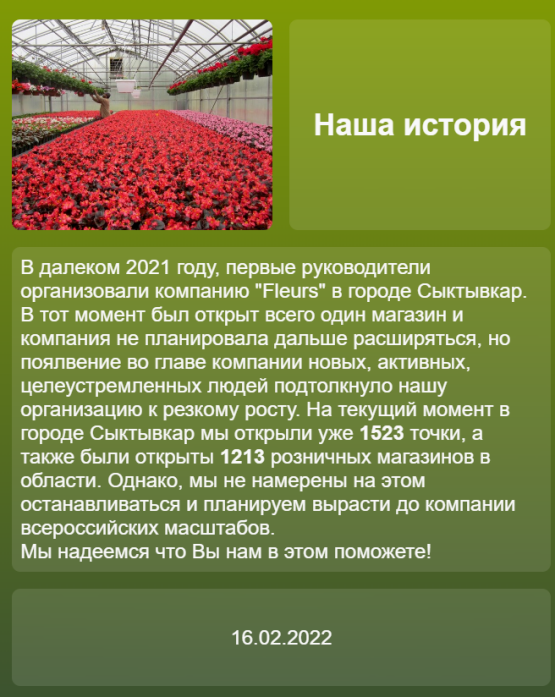 Наша история
В далеком 2021 году, первые руководители
организовали компанию "Fleurs" в городе Сыктывкар.
В тот момент был открыт всего один магазин и
компания не планировала дальше расширяться, но
поялвение во главе компании новых, активных,
целеустремленных людей подтолкнуло нашу
организацию к резкому росту. На текущий момент в
городе Сыктывкар мы открыли уже 1523 точки, а
также были открыты 1213 розничных магазинов в
области. Однако, мы не намерены на этом
останавливаться и планируем вырасти до компании
всероссийских масштабов.
Мы надеемся что Вы нам в этом поможете!
16.02.2022